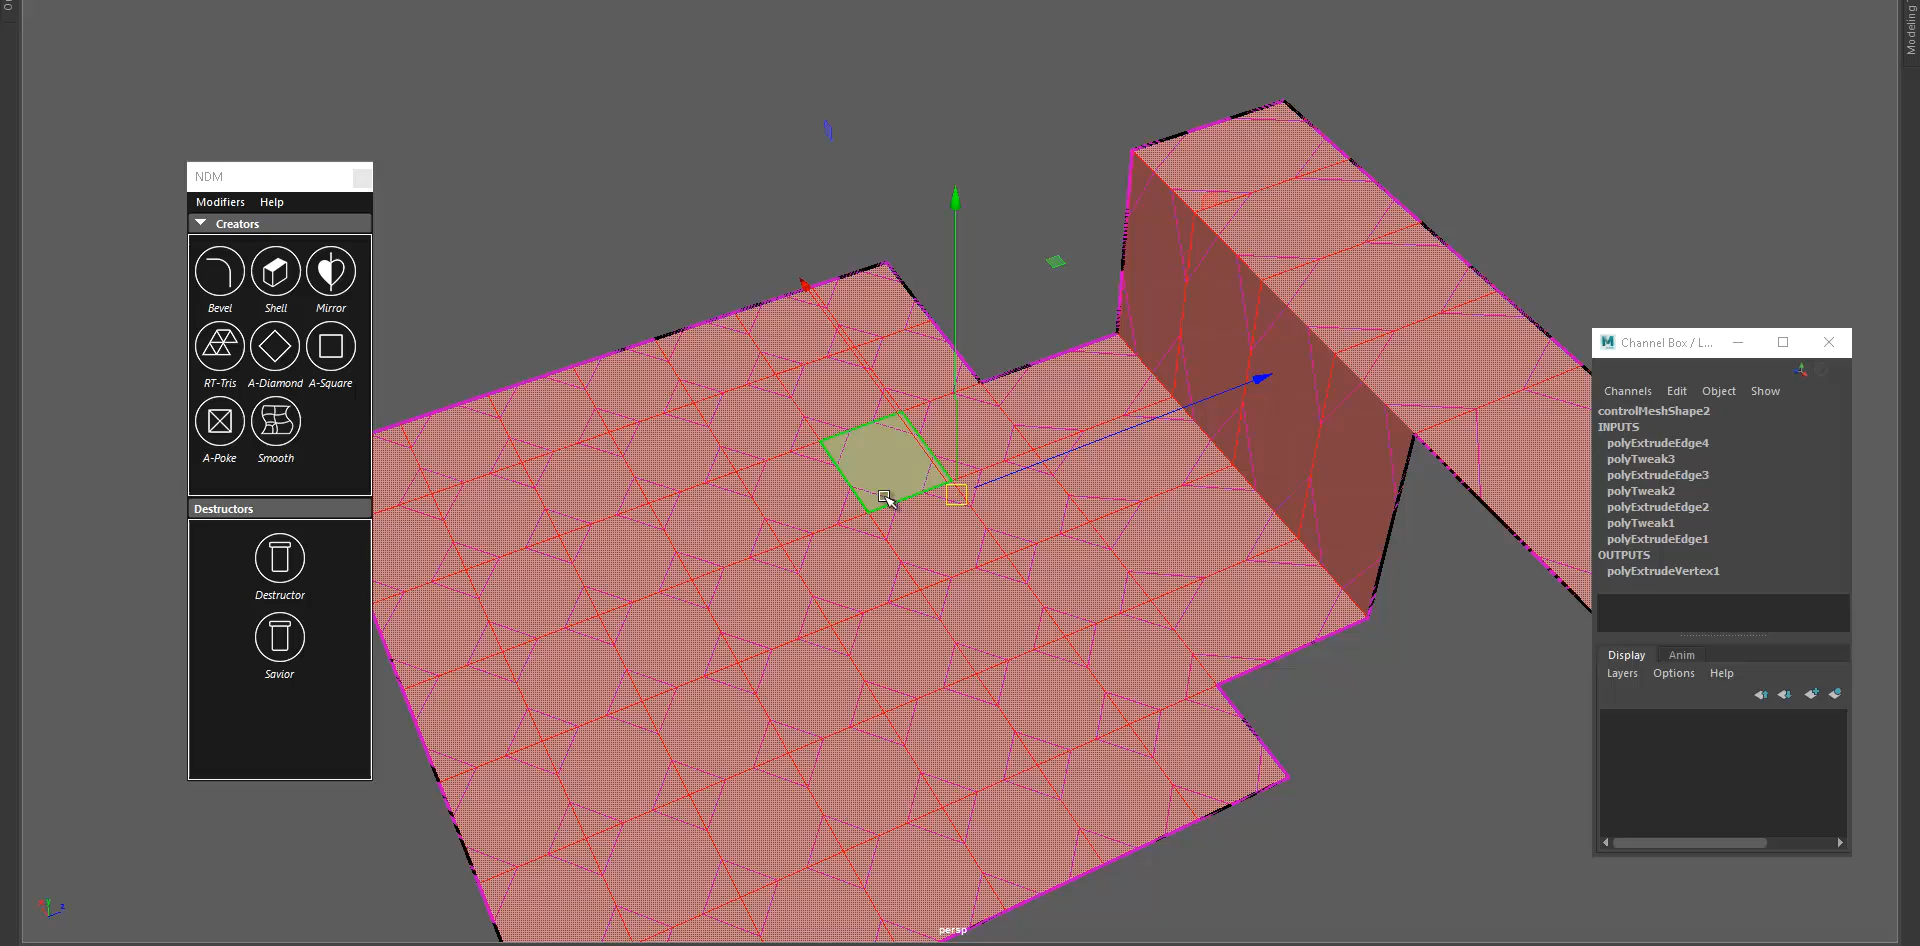 Modeling
NDM
Modifiers Help
Creators
Bevel Shell Mirror
RT-Tris A-Diamond A-Square
A-Poke Smooth
Destructors
Destructor
Savior
Channel Box / L...
Channels Edit Object Show
controlMeshShape2
INPUTS
polyExtrudeEdge4
polyTweak3
polyExtrudeEdge3
polyTweak2
polyExtrudeEdge2
polyTweak1
polyExtrudeEdge1
OUTPUTS
polyExtrudeVertex1
Display Anim
Layers Options Help
persp